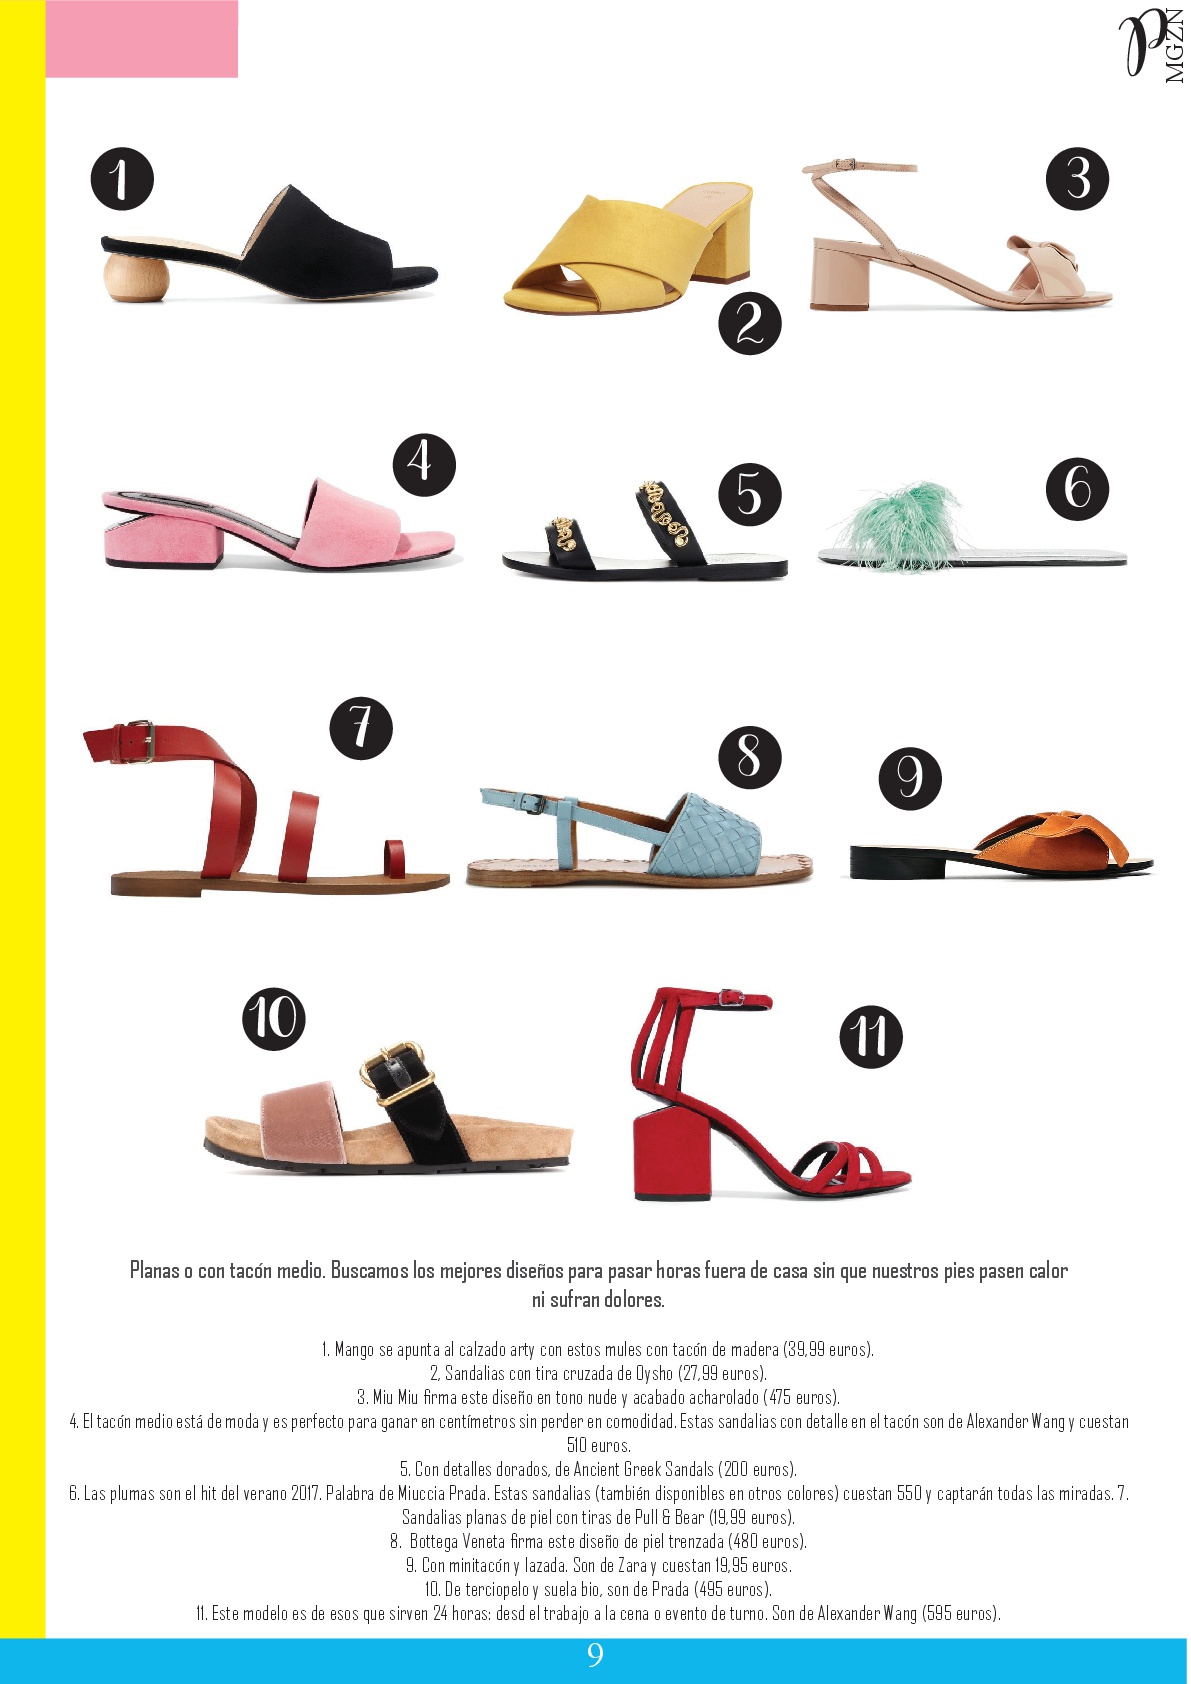 P
MGZN
1
2
3
4
5
6
7
8
9
10
11
Planas o con tacón medio. Buscamos los mejores diseños para pasar horas fuera de casa sin que nuestros pies pasen calor
ni sufran dolores.
1. Mango se apunta al calzado arty con estos mules con tacón de madera (39,99 euros).
2, Sandalias con tira cruzada de Oysho (27,99 euros).
3. Miu Miu firma este diseño en tono nude y acabado acharolado (475 euros).
4. El tacón medio está de moda y es perfecto para ganar en centímetros sin perder en comodidad. Estas sandalias con detalle en el tacón son de Alexander Wang y cuestan
510 euros.
5. Con detalles dorados, de Ancient Greek Sandals (200 euros).
6. Las plumas son el hit del verano 2017. Palabra de Miuccia Prada. Estas sandalias (también disponibles en otros colores) cuestan 550 y captarán todas las miradas. 7.
Sandalias planas de piel con tiras de Pull & Bear (19,99 euros).
8. Bottega Veneta firma este diseño de piel trenzada (480 euros).
9. Con minitacón y lazada. Son de Zara y cuestan 19,95 euros.
10. De terciopelo y suela bio, son de Prada (495 euros).
11. Este modelo es de esos que sirven 24 horas: desd el trabajo a la cena o evento de turno. Son de Alexander Wang (595 euros).
9